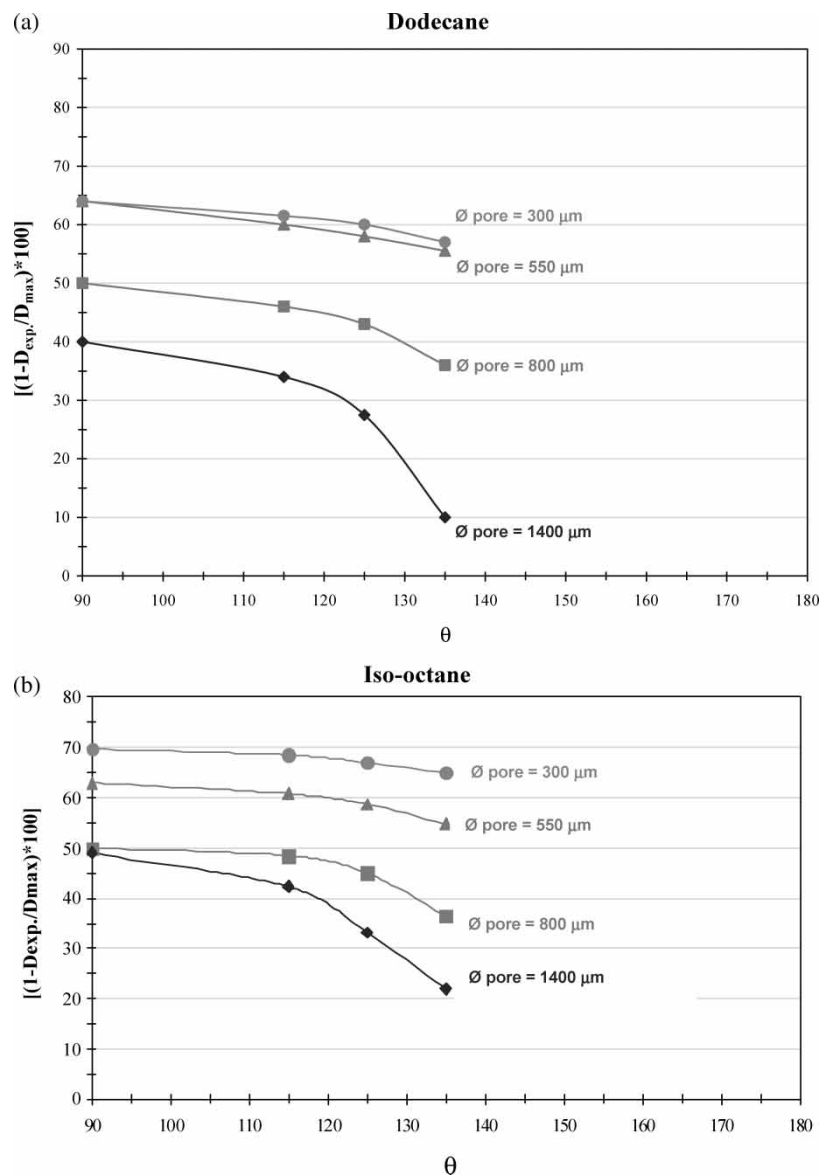 (a)
Dodecane
90
80
70
60
50
40
30
20
10
0
[(1-Dexp./Dmax)*100]
Ø pore = 300 µm
Ø pore = 550 µm
Ø pore = 800 µm
Ø pore = 1400 µm
90 100 110 120 130 140 150 160 170 180
θ
(b)
Iso-octane
80
70
60
50
40
30
20
10
0
[(1-Dexp./Dmax)*100]
Ø pore = 300 µm
Ø pore = 550 µm
Ø pore = 800 µm
Ø pore = 1400 µm
90 100 110 120 130 140 150 160 170 180
θ